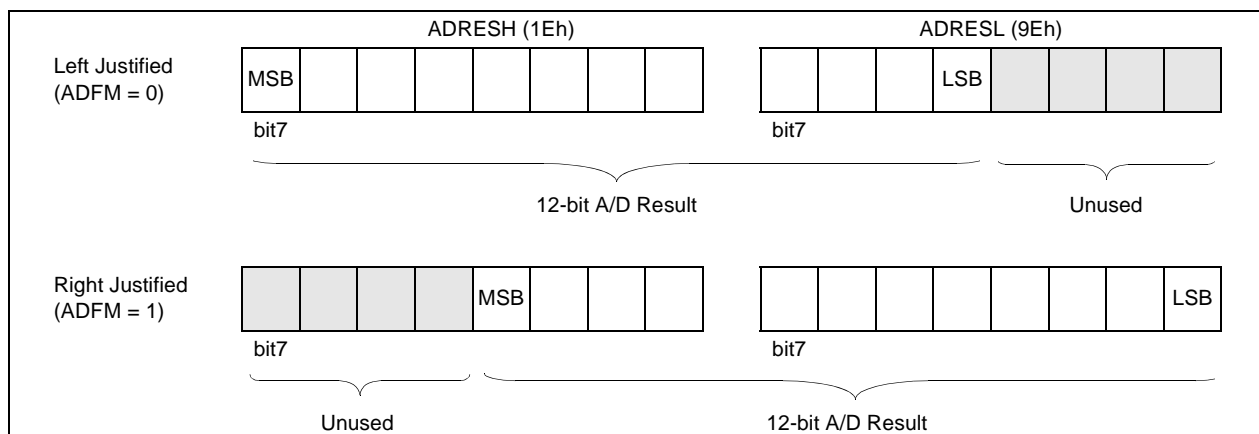 ADRESH (1Eh) ADRESL (9Eh)
Left Justified
(ADFM = 0)
MSB LSB
bit7 bit7
12-bit A/D Result Unused
Right Justified
(ADFM = 1)
MSB LSB
bit7 bit7
Unused 12-bit A/D Result